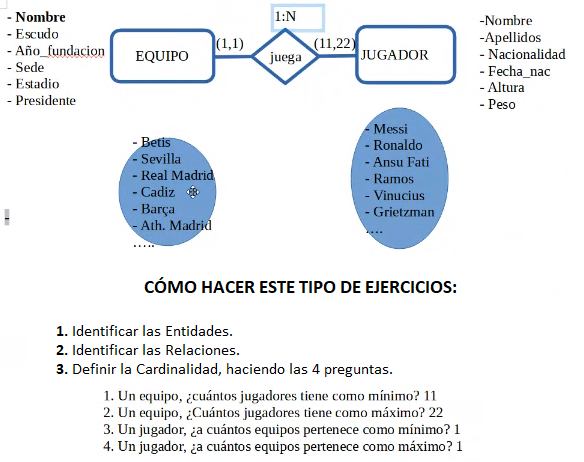 - Nombre
- Escudo
- Año_fundacion
- Sede
- Estadio
- Presidente
EQUIPO
(1,1)
1:N
juega
(11,22)
JUGADOR
-Nombre
-Apellidos
- Nacionalidad
- Fecha_nac
- Altura
- Peso
- Betis
- Sevilla
- Real Madrid
- Cadiz
- Barça
- Ath. Madrid
.....
- Messi
- Ronaldo
- Ansu Fati
- Ramos
- Vinucius
- Grietzman
....
-
CÓMO HACER ESTE TIPO DE EJERCICIOS:
1. Identificar las Entidades.
2. Identificar las Relaciones.
3. Definir la Cardinalidad, haciendo las 4 preguntas.
1. Un equipo, ¿cuántos jugadores tiene como mínimo? 11
2. Un equipo, ¿Cuántos jugadores tiene como máximo? 22
3. Un jugador, ¿a cuántos equipos pertenece como mínimo? 1
4. Un jugador, ¿a cuántos equipos pertenece como máximo? 1